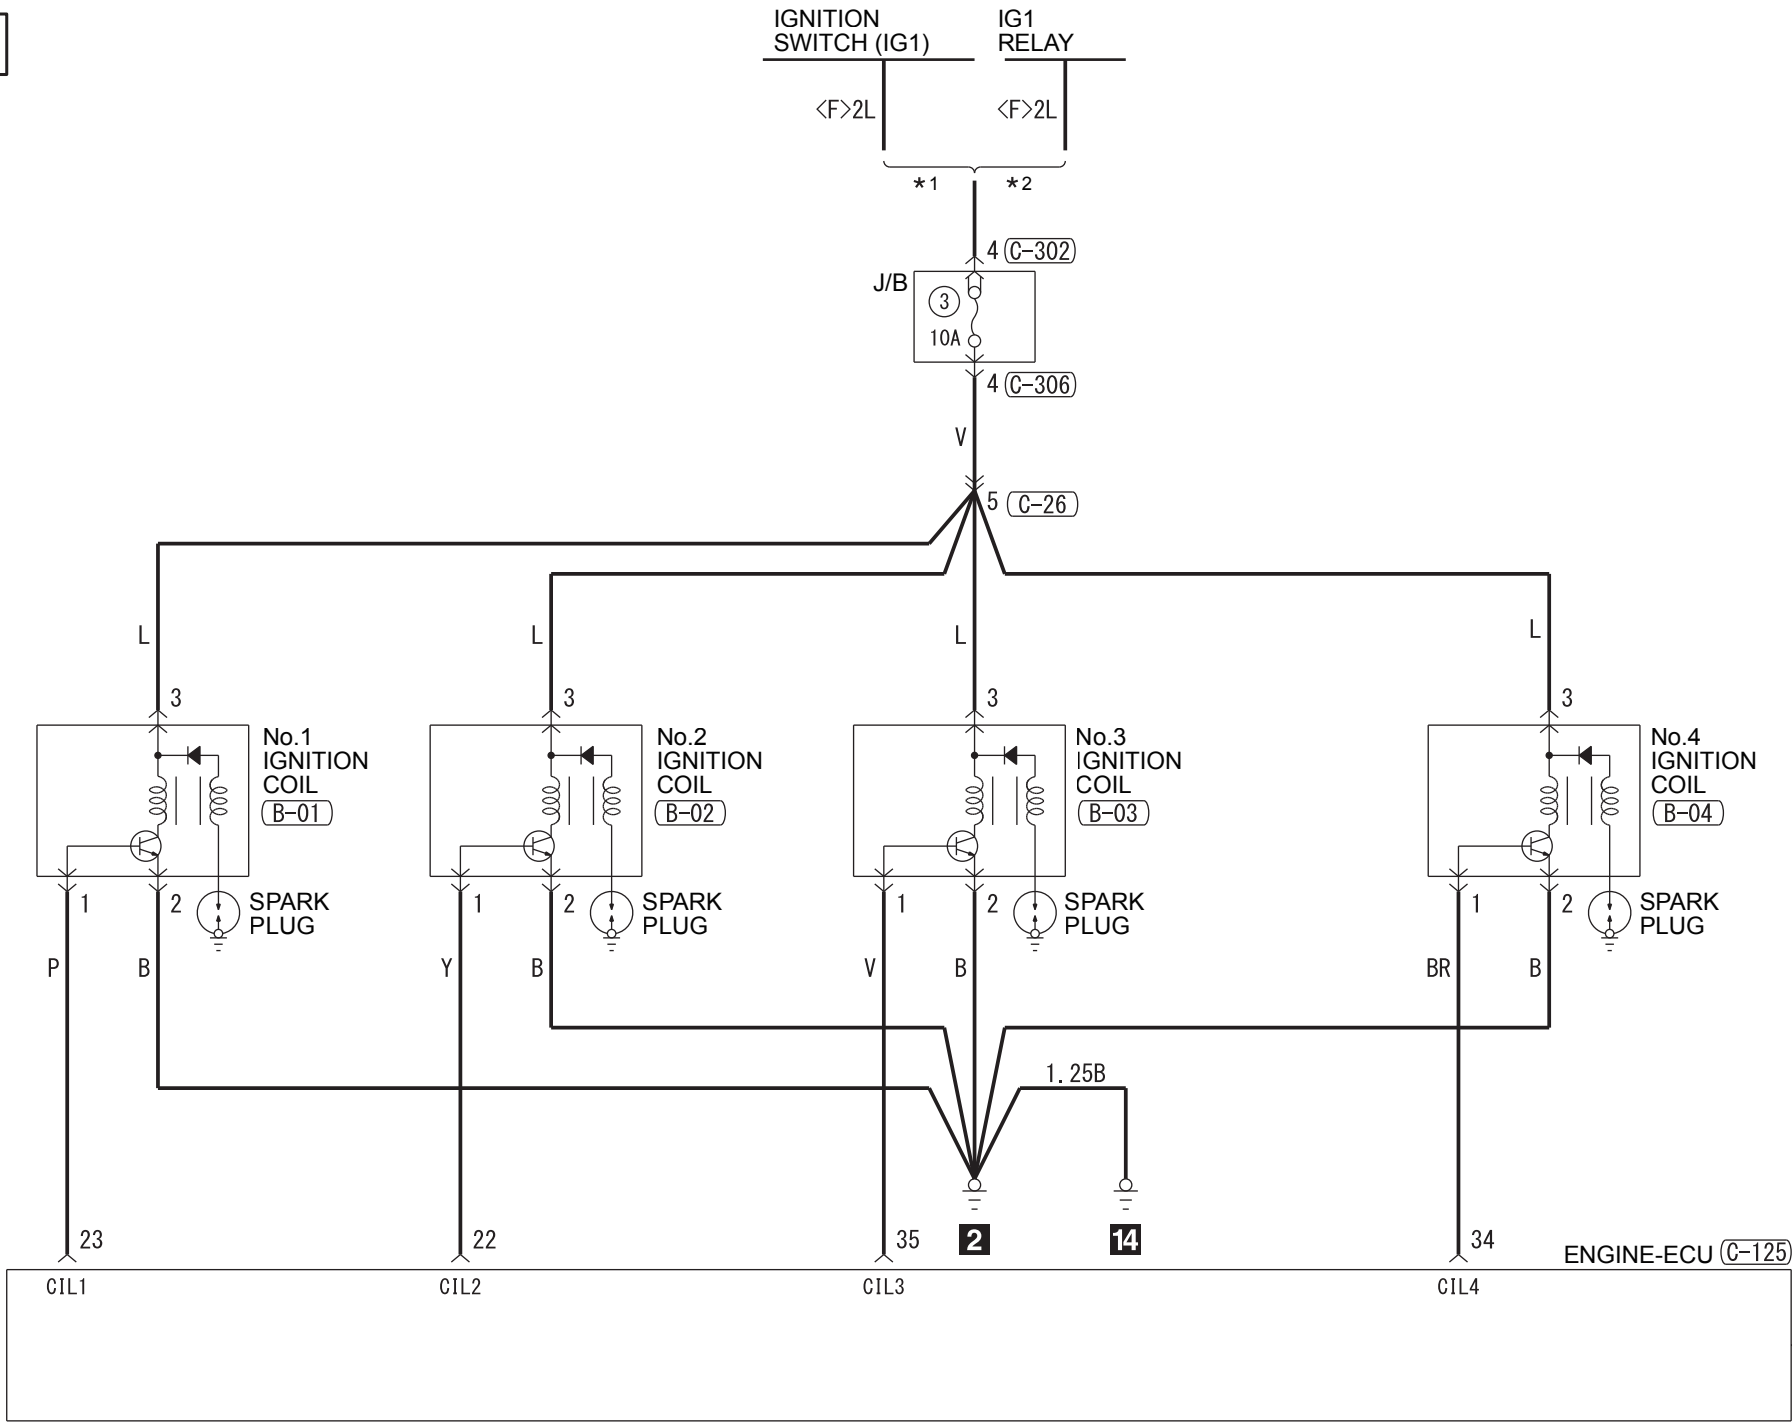 IGNITION
SWITCH (IG1)
IG1
RELAY
<F>2L
<F>2L
*1
*2
4 C-302
J/B
3
10A
4 C-306
V
5 C-26
L
L
L
L
3
3
3
3
No.1
IGNITION
COIL
B-01
No.2
IGNITION
COIL
B-02
No.3
IGNITION
COIL
B-03
No.4
IGNITION
COIL
B-04
1
2
SPARK
PLUG
1
2
SPARK
PLUG
1
2
SPARK
PLUG
1
2
SPARK
PLUG
P
B
Y
B
V
B
BR
B
1.25B
23
22
35
2
14
34
ENGINE-ECU C-125
CIL1
CIL2
CIL3
CIL4